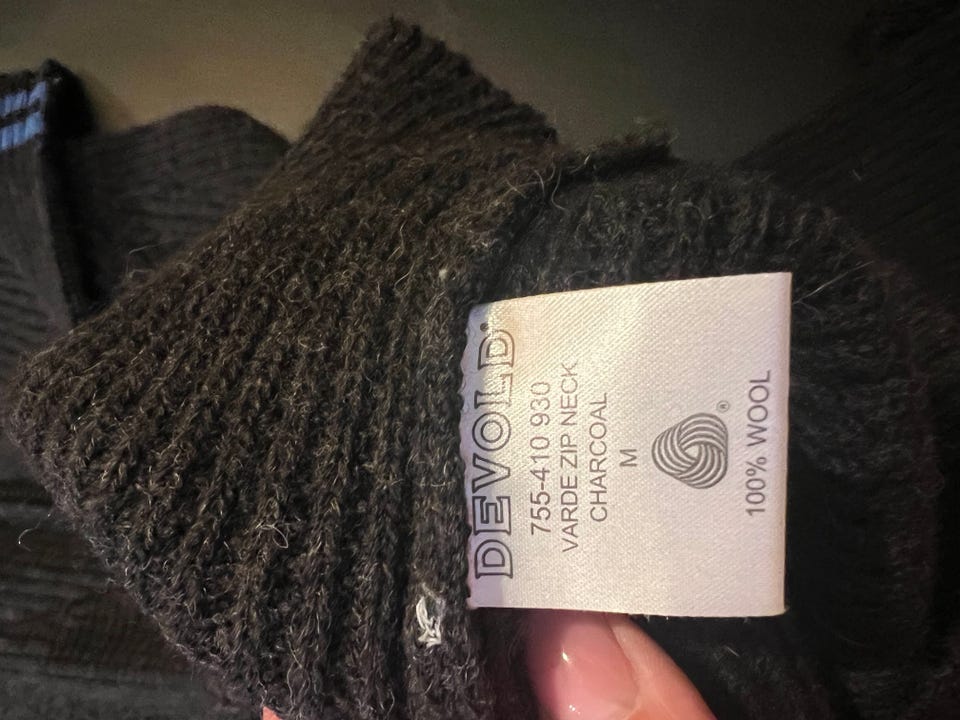 DEVOLD®
755-410 930
VARDE ZIP NECK
CHARCOAL
M
®
100% WOOL